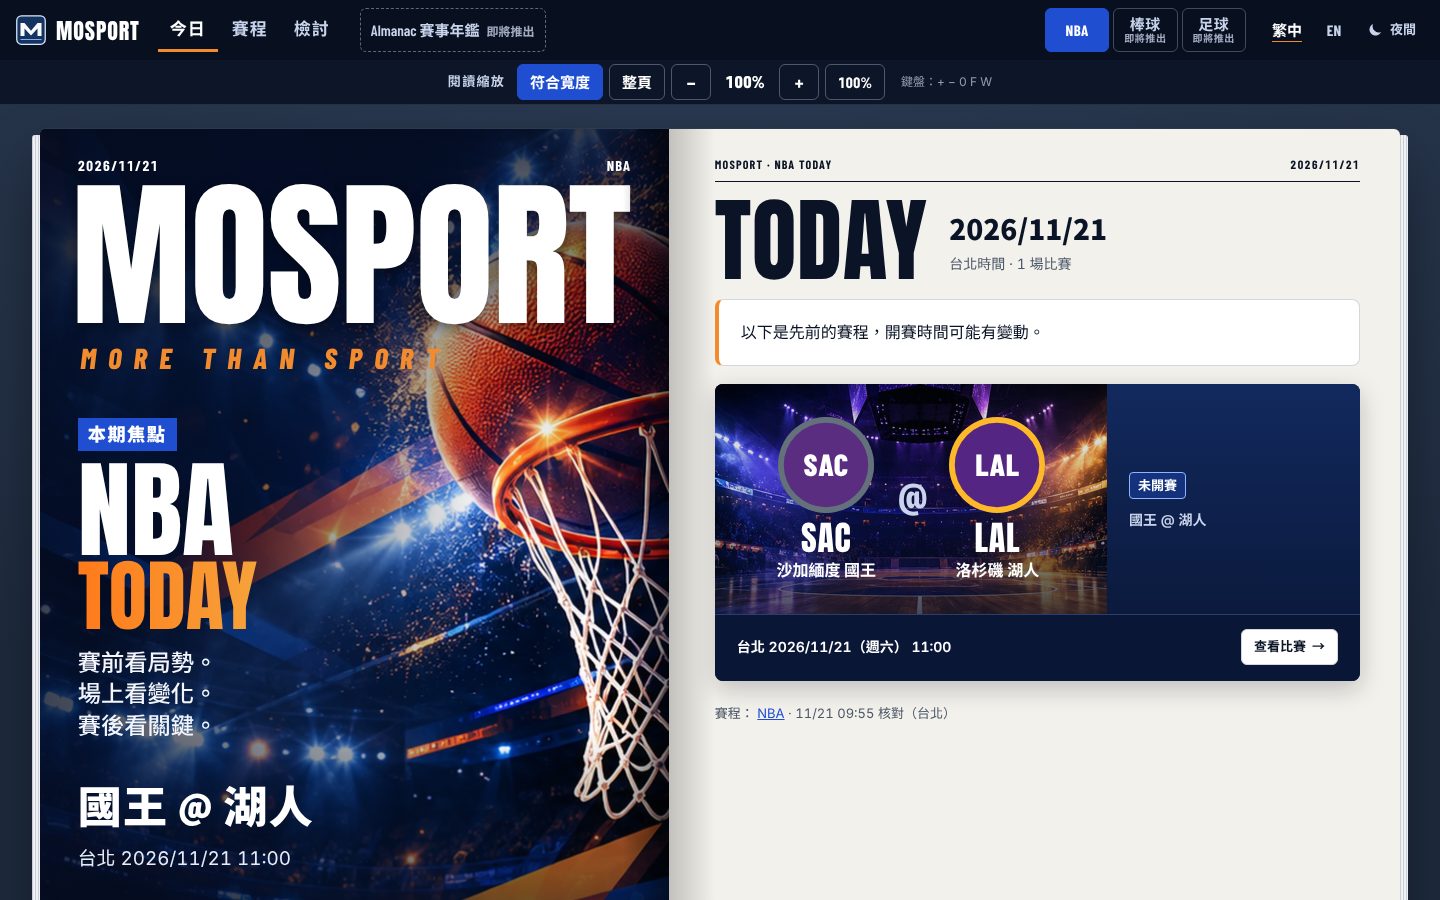 MOSPORT
今日
賽程
檢討
Almanac 賽事年鑑 即將推出
NBA
棒球
即將推出
足球
即將推出
繁中
EN
夜間
閱讀縮放
符合寬度
整頁
−
100%
+
100%
鍵盤：+ − 0 F W
2026/11/21
NBA
MOSPORT
MORE THAN SPORT
本期焦點
NBA
TODAY
賽前看局勢。
場上看變化。
賽後看關鍵。
國王 @ 湖人
台北 2026/11/21 11:00
MOSPORT · NBA TODAY
2026/11/21
TODAY
2026/11/21
台北時間 · 1 場比賽
以下是先前的賽程，開賽時間可能有變動。
SAC
@
LAL
SAC
LAL
沙加緬度 國王
洛杉磯 湖人
未開賽
國王 @ 湖人
台北 2026/11/21（週六） 11:00
查看比賽 →
賽程： NBA · 11/21 09:55 核對（台北）